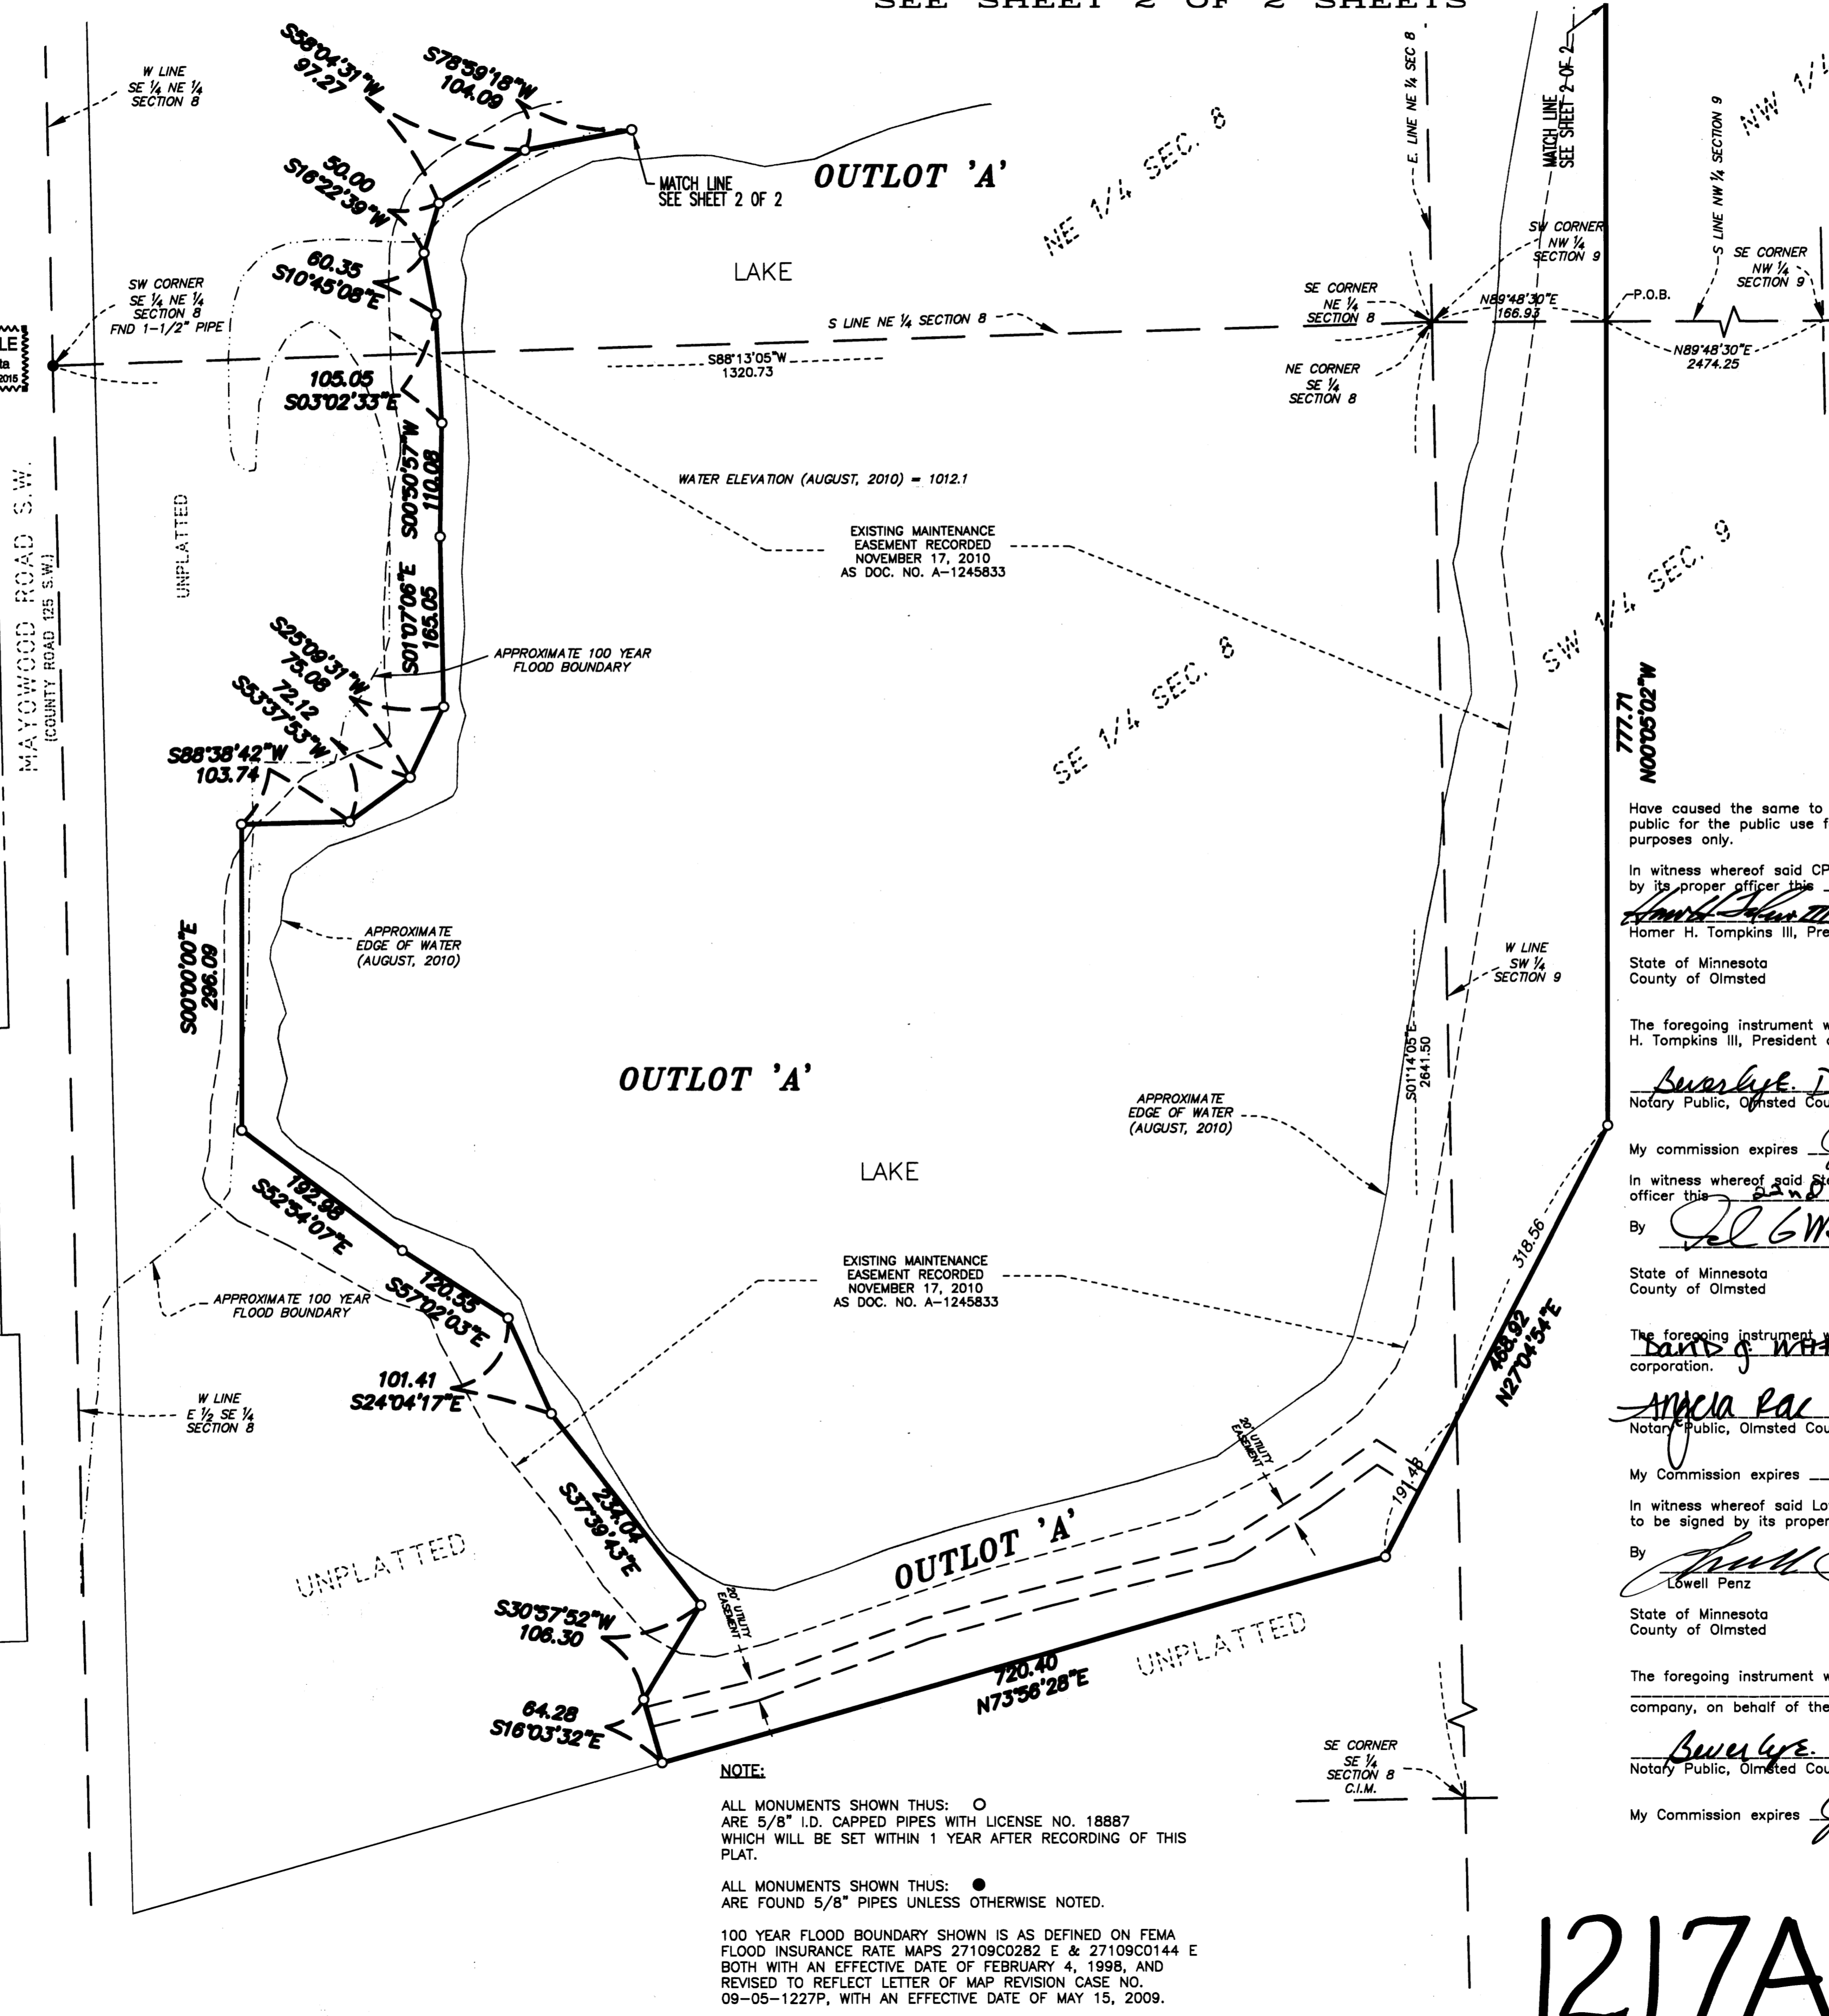 SEE SHEET 2 OF 2 SHEETS
W LINE
SE ¼ NE ¼
SECTION 8
S58°04'31"W
97.27
S78°59'18"W
104.09
50.00
S16°22'39"W
MATCH LINE
SEE SHEET 2 OF 2
OUTLOT 'A'
NE 1/4 SEC. 8
E. LINE NE ¼ SEC 8
MATCH LINE
SEE SHEET 2 OF 2
S LINE NW ¼ SECTION 9
NW 1/4
SW CORNER
SE ¼ NE ¼
SECTION 8
FND 1-1/2" PIPE
60.35
S10°45'08"E
LAKE
SW CORNER
NW ¼
SECTION 9
SE CORNER
NW ¼
SECTION 9
SE CORNER
NE ¼
SECTION 8
N89°48'30"E
166.93
P.O.B.
S LINE NE ¼ SECTION 8
S88°13'05"W
1320.73
N89°48'30"E
2474.25
LE
ta
2015
NE CORNER
SE ¼
SECTION 8
105.05
S03°02'33"E
S00°50'57"W
110.08
WATER ELEVATION (AUGUST, 2010) = 1012.1
MAYOWOOD ROAD S.W.
(COUNTY ROAD 125 S.W.)
UNPLATTED
EXISTING MAINTENANCE
EASEMENT RECORDED
NOVEMBER 17, 2010
AS DOC. NO. A-1245833
SW 1/4 SEC. 9
S01°07'06"E
165.05
S25°09'31"W
75.08
72.12
S53°37'53"W
APPROXIMATE 100 YEAR
FLOOD BOUNDARY
SE 1/4 SEC. 8
777.71
N00°05'02"W
S88°38'42"W
103.74
Have caused the same to
public for the public use f
purposes only.
In witness whereof said CP
by its proper officer this
Homer H. Tompkins III, Pre
State of Minnesota
County of Olmsted
S00°00'00"E
296.09
APPROXIMATE
EDGE OF WATER
(AUGUST, 2010)
W LINE
SW ¼
SECTION 9
The foregoing instrument w
H. Tompkins III, President
S01°14'05"E
2641.50
OUTLOT 'A'
APPROXIMATE
EDGE OF WATER
(AUGUST, 2010)
Beverly E.
Notary Public, Olmsted Cou
My commission expires
LAKE
192.98
S52°54'07"E
In witness whereof said Ste
officer this 22nd
By
State of Minnesota
County of Olmsted
318.56
EXISTING MAINTENANCE
EASEMENT RECORDED
NOVEMBER 17, 2010
AS DOC. NO. A-1245833
120.55
S57°02'03"E
APPROXIMATE 100 YEAR
FLOOD BOUNDARY
468.92
N27°04'54"E
The foregoing instrument w
David G.
corporation.
101.41
S24°04'17"E
W LINE
E ½ SE ¼
SECTION 8
Angela Rae
Notary Public, Olmsted Cou
20' UTILITY
EASEMENT
191.48
My Commission expires
234.04
S37°39'43"E
In witness whereof said Lo
to be signed by its proper
By
Lowell Penz
OUTLOT 'A'
UNPLATTED
S30°57'52"W
106.30
20' UTILITY
EASEMENT
UNPLATTED
State of Minnesota
County of Olmsted
720.40
N73°56'28"E
The foregoing instrument w
company, on behalf of the
64.28
S16°03'32"E
SE CORNER
SE ¼
SECTION 8
C.I.M.
Beverly E.
Notary Public, Olmsted Cou
My Commission expires
NOTE:
ALL MONUMENTS SHOWN THUS: O
ARE 5/8" I.D. CAPPED PIPES WITH LICENSE NO. 18887
WHICH WILL BE SET WITHIN 1 YEAR AFTER RECORDING OF THIS
PLAT.
ALL MONUMENTS SHOWN THUS: ●
ARE FOUND 5/8" PIPES UNLESS OTHERWISE NOTED.
100 YEAR FLOOD BOUNDARY SHOWN IS AS DEFINED ON FEMA
FLOOD INSURANCE RATE MAPS 27109C0282 E & 27109C0144 E
BOTH WITH AN EFFECTIVE DATE OF FEBRUARY 4, 1998, AND
REVISED TO REFLECT LETTER OF MAP REVISION CASE NO.
09-05-1227P, WITH AN EFFECTIVE DATE OF MAY 15, 2009.
1217A